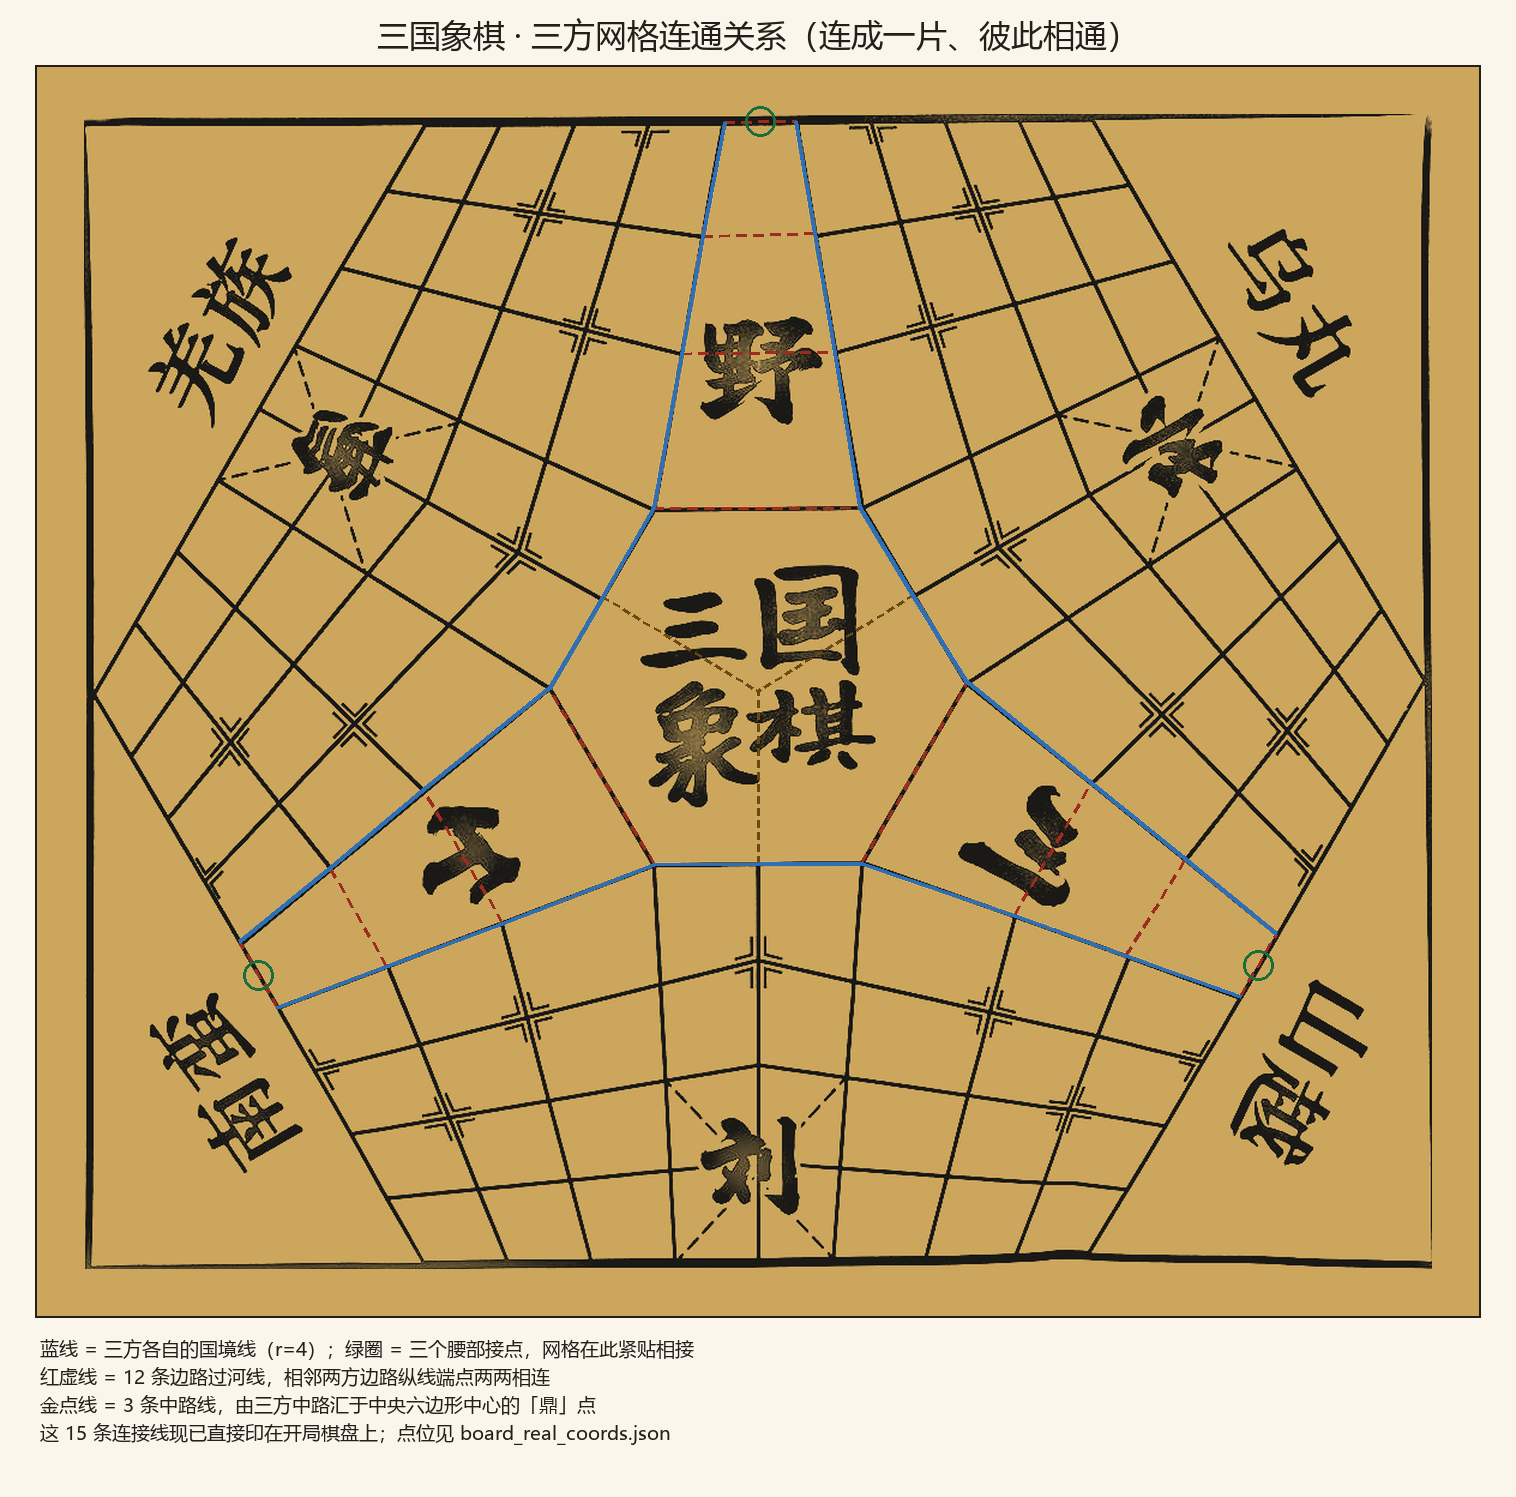 三国象棋 · 三方网格连通关系（连成一片、彼此相通）
羌族
乌丸
野
曹
三国
象棋
川
南蛮
山越
刘
蓝线 = 三方各自的国境线（r=4）；绿圈 = 三个腰部接点，网格在此紧贴相接
红虚线 = 12 条边路过河线，相邻两方边路纵线端点两两相连
金点线 = 3 条中路线，由三方中路汇于中央六边形中心的「鼎」点
这 15 条连接线现已直接印在开局棋盘上；点位见 board_real_coords.json